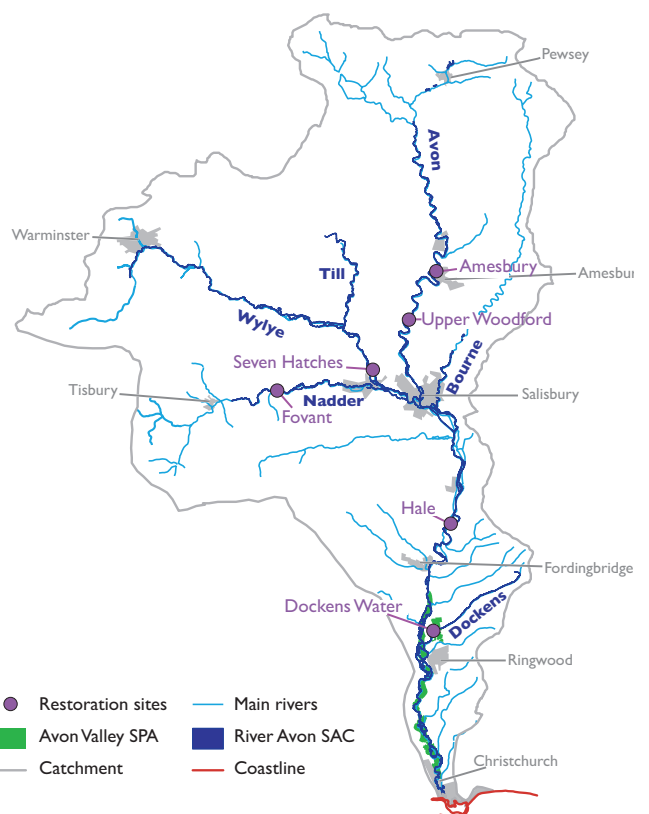 Pewsey
Avon
Warminster
Till
Amesbury
Amesbur
Wylye
Upper Woodford
Seven Hatches
Bourne
Tisbury
Nadder
Salisbury
Fovant
Hale
Fordingbridge
Dockens Water
Dockens
Ringwood
Restoration sites
Main rivers
Avon Valley SPA
River Avon SAC
Catchment
Coastline
Christchurch